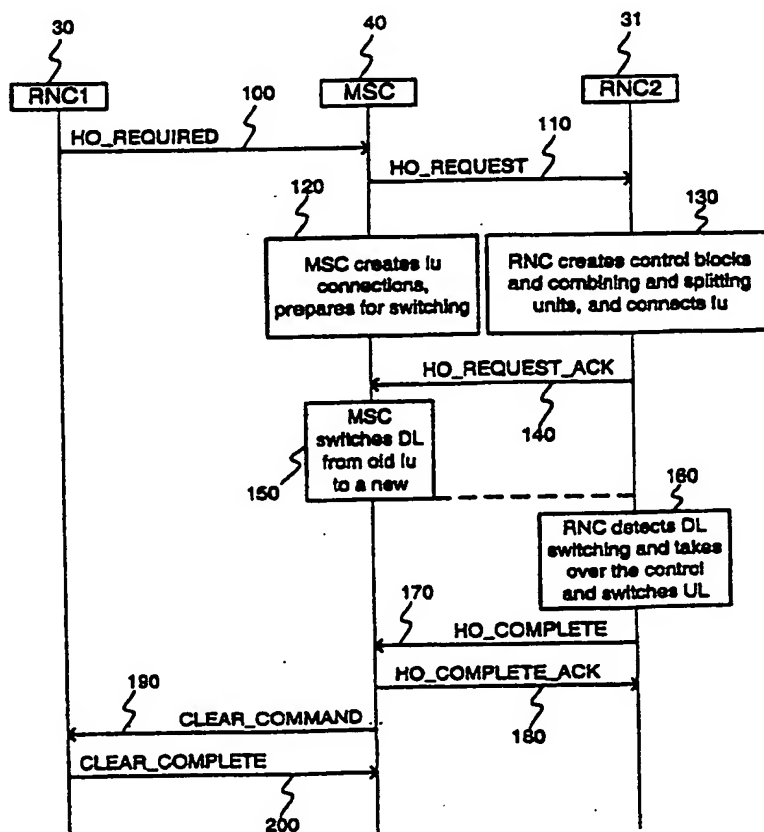 30
40
31
RNC1
MSC
RNC2
100
HO_REQUIRED
110
HO_REQUEST
120
130
MSC creates Iu
connections,
prepares for switching
RNC creates control blocks
and combining and splitting
units, and connects Iu
HO_REQUEST_ACK
140
MSC
switches DL
from old Iu
to a new
150
160
RNC detects DL
switching and takes
over the control
and switches UL
170
HO_COMPLETE
HO_COMPLETE_ACK
180
190
CLEAR_COMMAND
CLEAR_COMPLETE
200